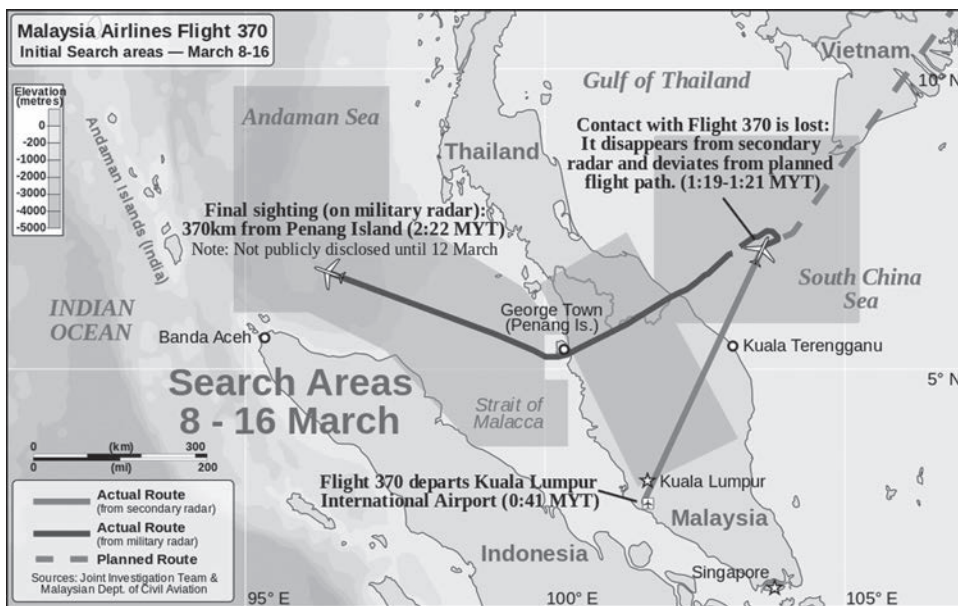 Malaysia Airlines Flight 370
Initial Search areas — March 8-16
Elevation
(metres)
0
-200
-1000
-2000
-3000
-4000
-5000
Andaman Islands (India)
Andaman Sea
Thailand
Gulf of Thailand
Vietnam
10° N
Contact with Flight 370 is lost:
It disappears from secondary
radar and deviates from planned
flight path. (1:19-1:21 MYT)
Final sighting (on military radar):
370km from Penang Island (2:22 MYT)
Note: Not publicly disclosed until 12 March
INDIAN
OCEAN
South China
Sea
George Town
(Penang Is.)
Banda Aceh
Kuala Terengganu
5° N
Search Areas
8 - 16 March
Strait of
Malacca
0 (km) 300
0 (mi) 200
Flight 370 departs Kuala Lumpur
International Airport (0:41 MYT)
Kuala Lumpur
Malaysia
Actual Route
(from secondary radar)
Actual Route
(from military radar)
Planned Route
Sources: Joint Investigation Team &
Malaysian Dept. of Civil Aviation
Indonesia
Singapore
95° E
100° E
105° E